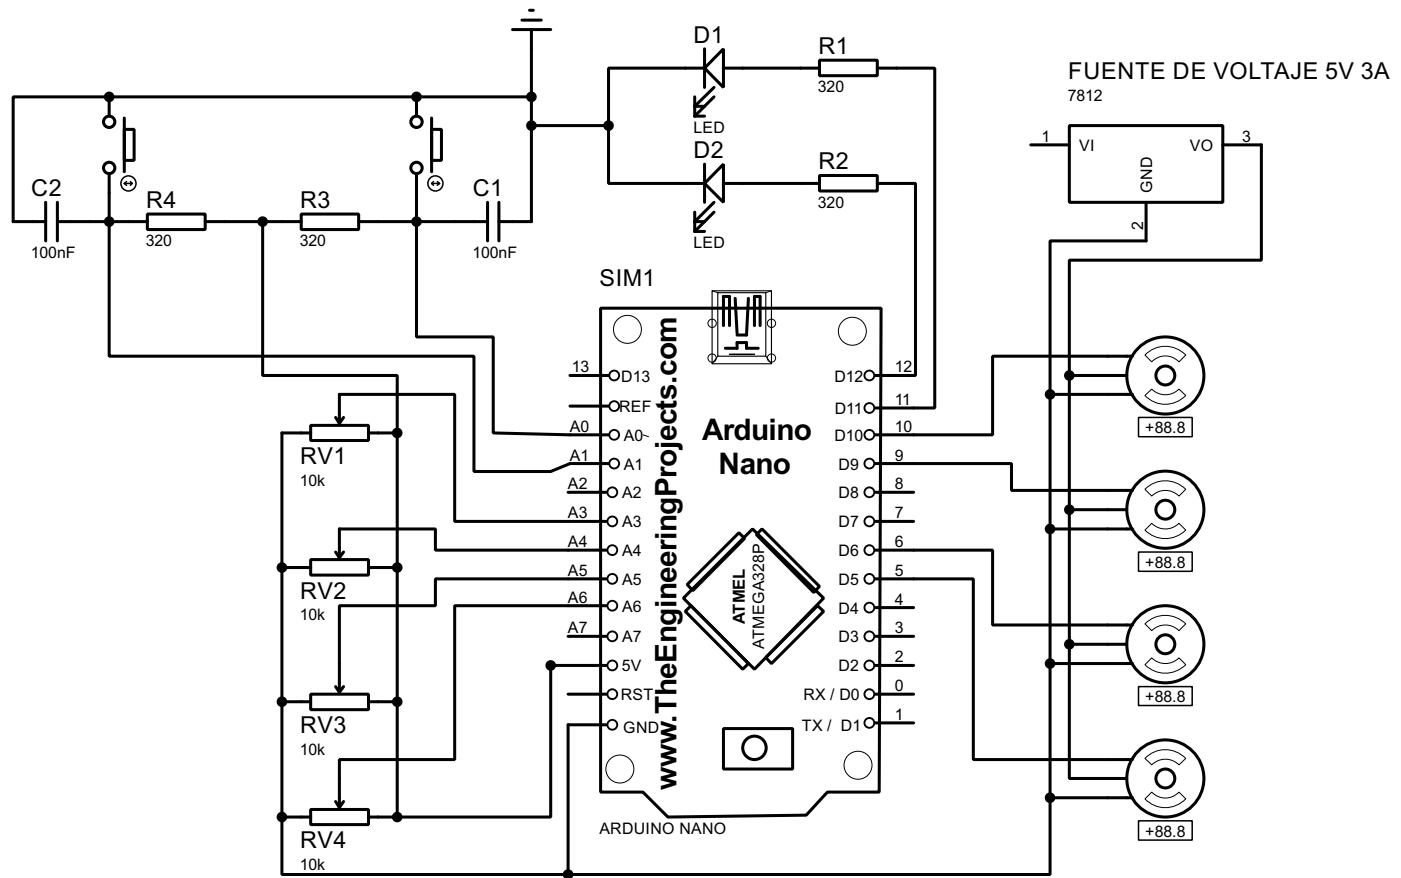 D1
R1
320
LED
D2
R2
320
LED
FUENTE DE VOLTAJE 5V 3A
7812
1
VI
VO
3
GND
2
C2
100nF
R4
320
R3
320
C1
100nF
SIM1
www.TheEngineeringProjects.com
Arduino
Nano
ATMEL
ATMEGA328P
13
D13
REF
A0
A0~
A1
A1
A2
A2
A3
A3
A4
A4
A5
A5
A6
A6
A7
A7
5V
RST
GND
D12
12
D11
11
D10
10
D9
9
D8
8
D7
7
D6
6
D5
5
D4
4
D3
3
D2
2
RX / D0
0
TX / D1
1
ARDUINO NANO
RV1
10k
RV2
10k
RV3
10k
RV4
10k
+88.8
+88.8
+88.8
+88.8